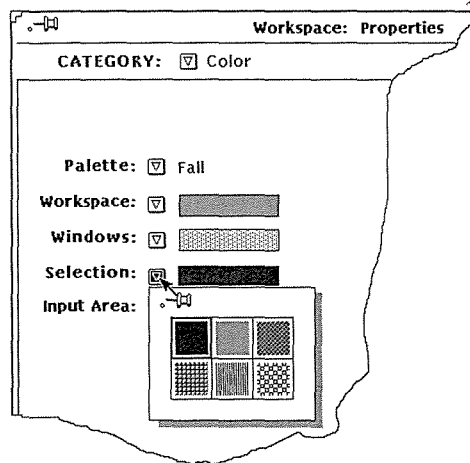 Workspace: Properties
CATEGORY: Color
Palette: Fall
Workspace:
Windows:
Selection:
Input Area: